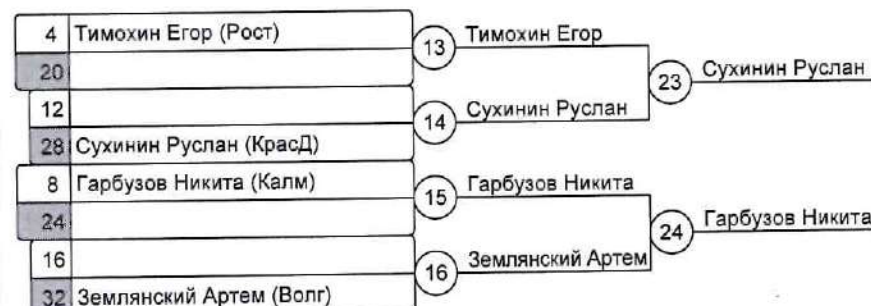 4 Тимохин Егор (Рост)
20
12
28 Сухинин Руслан (КрасД)
8 Гарбузов Никита (Калм)
24
16
32 Землянский Артем (Волг)
13 Тимохин Егор
14 Сухинин Руслан
15 Гарбузов Никита
16 Землянский Артем
23 Сухинин Руслан
24 Гарбузов Никита